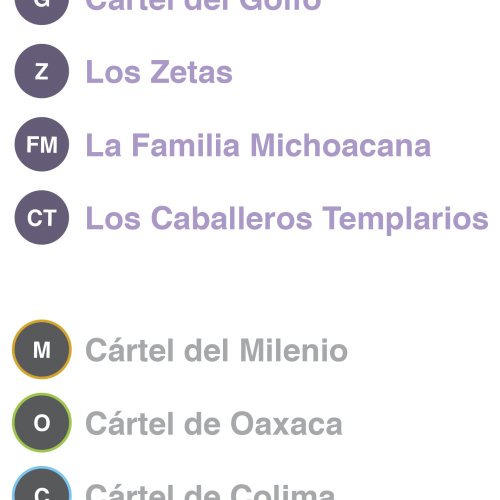 G Cártel del Golfo
Z Los Zetas
FM La Familia Michoacana
CT Los Caballeros Templarios
M Cártel del Milenio
O Cártel de Oaxaca
C Cártel de Colima